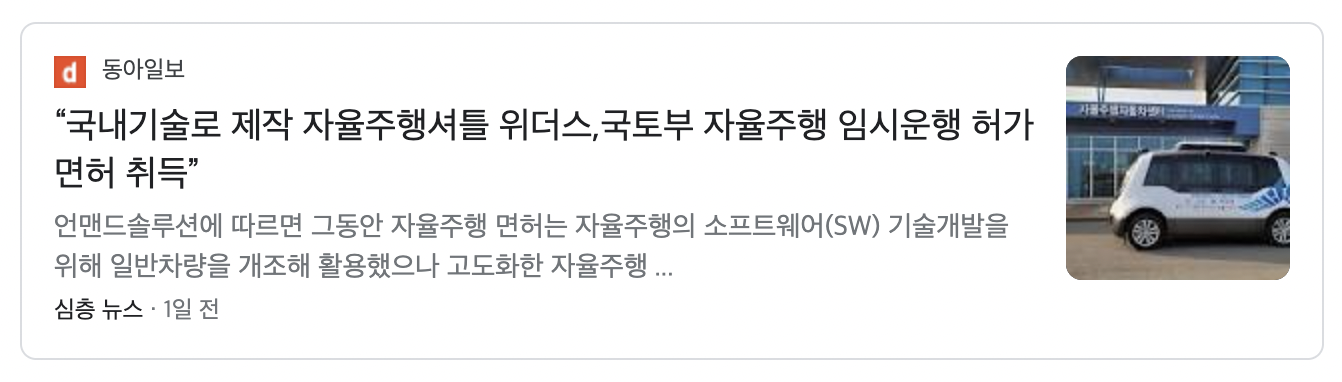 동아일보
“국내기술로 제작 자율주행셔틀 위더스,국토부 자율주행 임시운행 허가
면허 취득”
언맨드솔루션에 따르면 그동안 자율주행 면허는 자율주행의 소프트웨어(SW) 기술개발을
위해 일반차량을 개조해 활용했으나 고도화한 자율주행 ...
심층 뉴스 · 1일 전
자율주행자동차센터